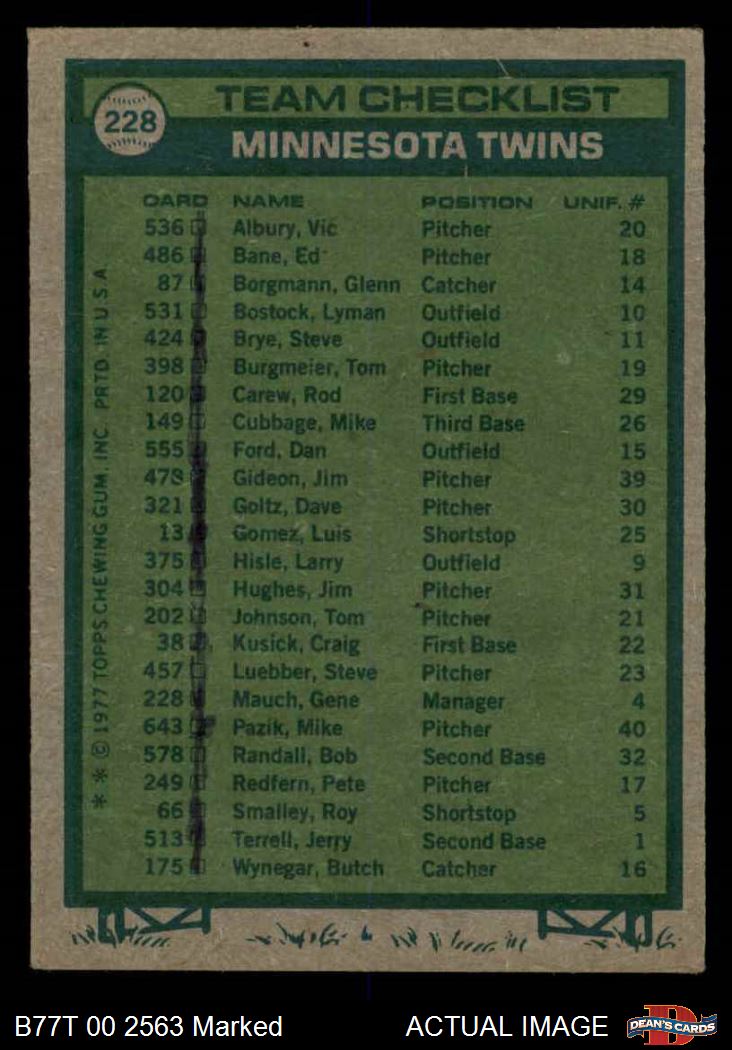 228
TEAM CHECKLIST
MINNESOTA TWINS
CARD NAME POSITION UNIF. #
536 Albury, Vic Pitcher 20
486 Bane, Ed Pitcher 18
87 Borgmann, Glenn Catcher 14
531 Bostock, Lyman Outfield 10
424 Brye, Steve Outfield 11
398 Burgmeier, Tom Pitcher 19
120 Carew, Rod First Base 29
149 Cubbage, Mike Third Base 26
555 Ford, Dan Outfield 15
478 Gideon, Jim Pitcher 39
321 Goltz, Dave Pitcher 30
13 Gomez, Luis Shortstop 25
375 Hisle, Larry Outfield 9
304 Hughes, Jim Pitcher 31
202 Johnson, Tom Pitcher 21
38 Kusick, Craig First Base 22
457 Luebber, Steve Pitcher 23
228 Mauch, Gene Manager 4
643 Pazik, Mike Pitcher 40
578 Randall, Bob Second Base 32
249 Redfern, Pete Pitcher 17
66 Smalley, Roy Shortstop 5
513 Terrell, Jerry Second Base 1
175 Wynegar, Butch Catcher 16
* * © 1977 TOPPS CHEWING GUM, INC. PRTD. IN U.S.A.
B77T 00 2563 Marked ACTUAL IMAGE
D
DEAN'S CARDS